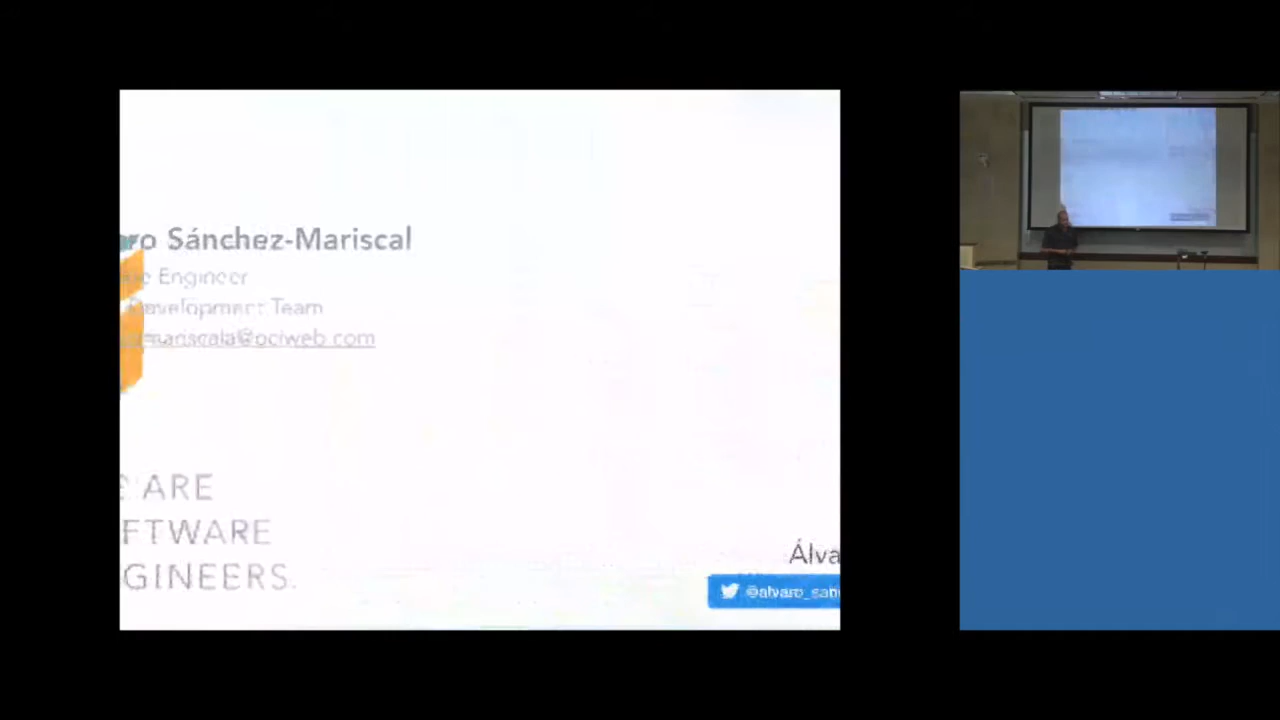 ro Sánchez-Mariscal
Engineer
Development Team
mariscala@ociweb.com
ARE
FTWARE
GINEERS.
Álva
@alvaro_san